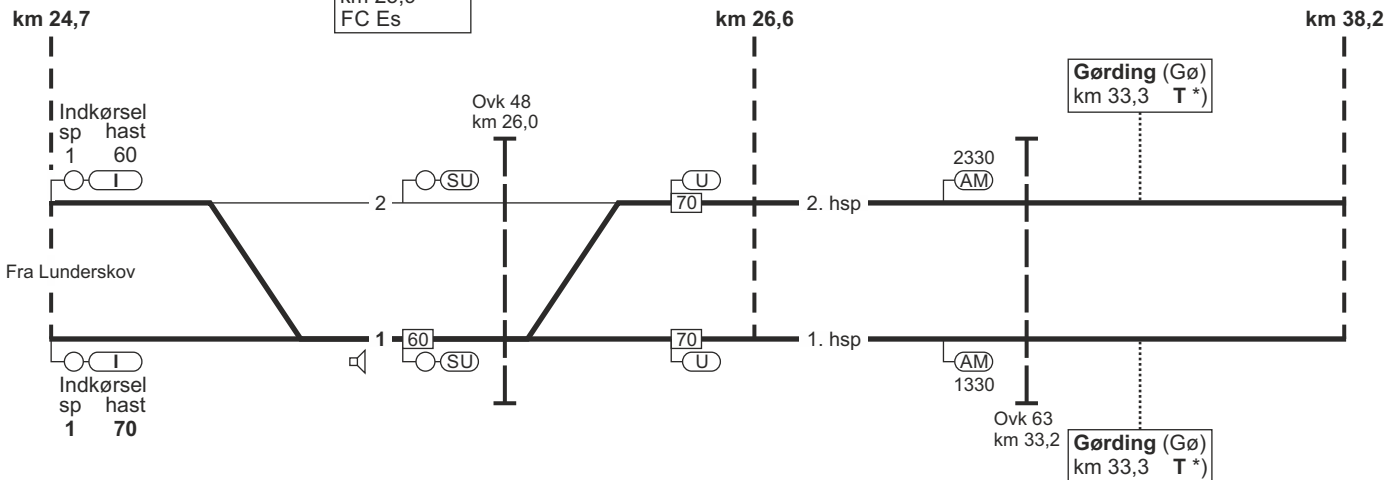 FC Es
km 24,7
km 26,6
km 38,2
Gørding (Gø)
km 33,3 T *)
Indkørsel
sp hast
1 60
I
Ovk 48
km 26,0
SU
2
U
70
2330
AM
2. hsp
Fra Lunderskov
1
60
SU
70
U
1. hsp
AM
1330
I
Indkørsel
sp hast
1 70
Ovk 63
km 33,2
Gørding (Gø)
km 33,3 T *)